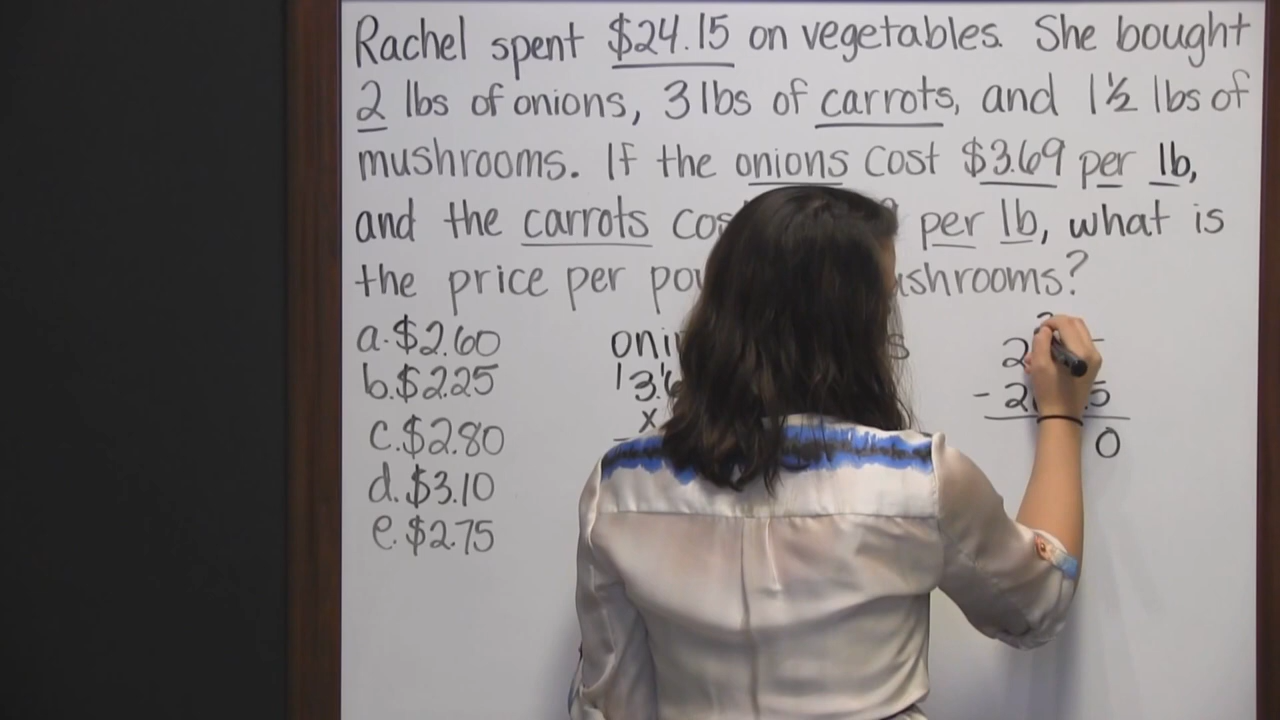 Rachel spent $24.15 on vegetables. She bought
2 lbs of onions, 3 lbs of carrots, and 1½ lbs of
mushrooms. If the onions cost $3.69 per lb,
and the carrots per lb, what is
the price per
a. $2.60
b. $2.25
c. $2.80
d. $3.10
e. $2.75
0